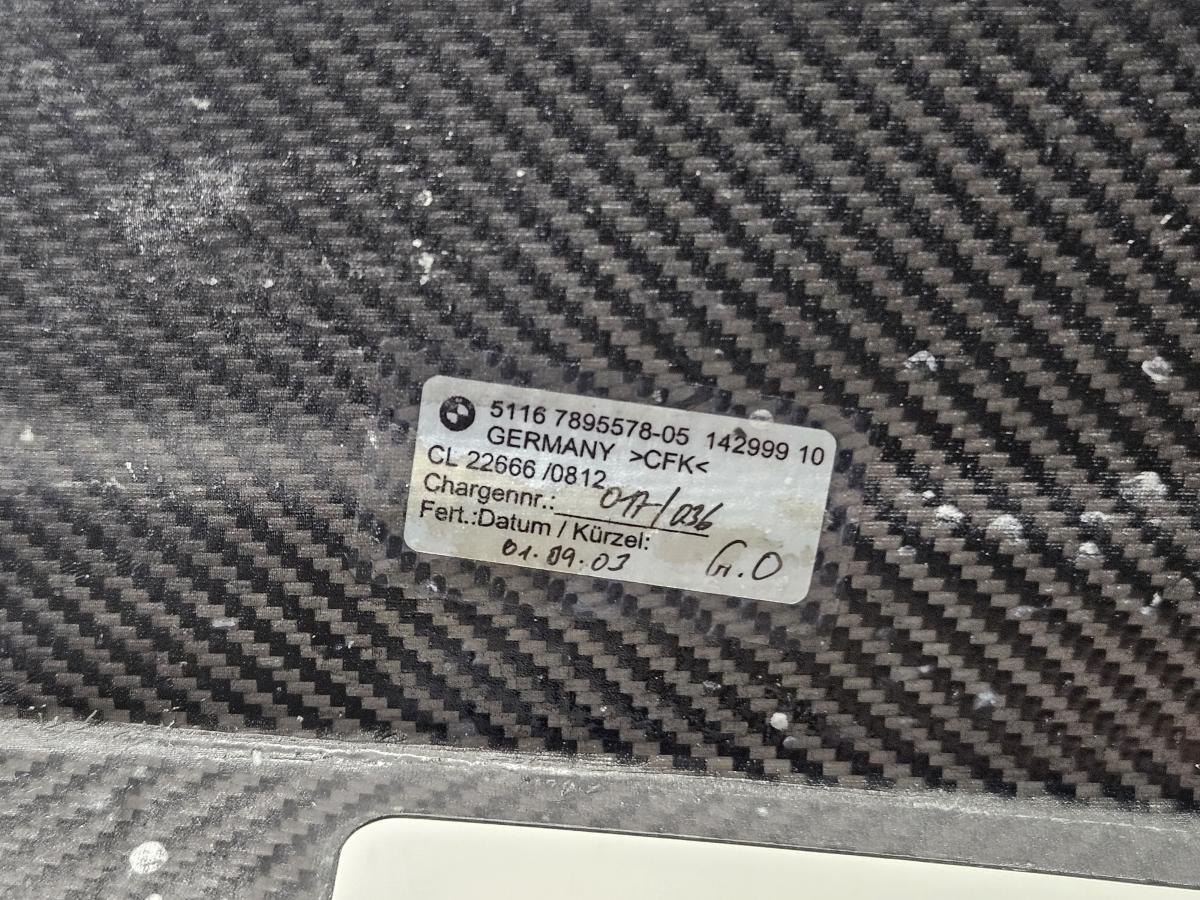 5116 7895578-05 142999 10
GERMANY >CFK<
CL 22666 /0812
Chargennr.: 017/036
Fert.:Datum / Kürzel:
01.09.03 G.O